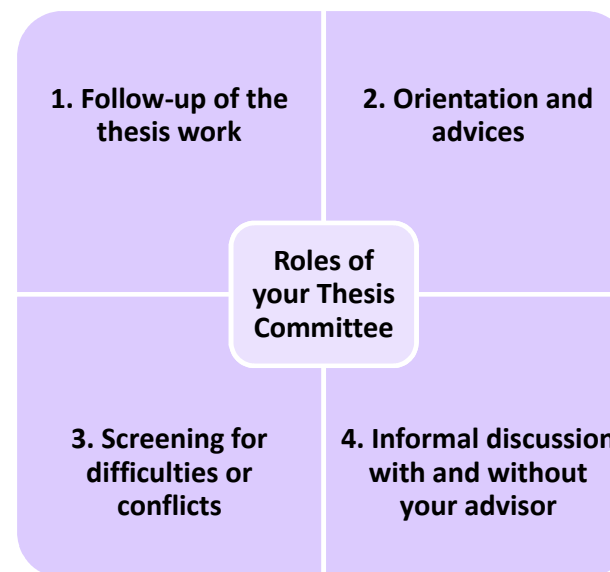 1. Follow-up of the
thesis work
2. Orientation and
advices
Roles of
your Thesis
Committee
3. Screening for
difficulties or
conflicts
4. Informal discussion
with and without
your advisor